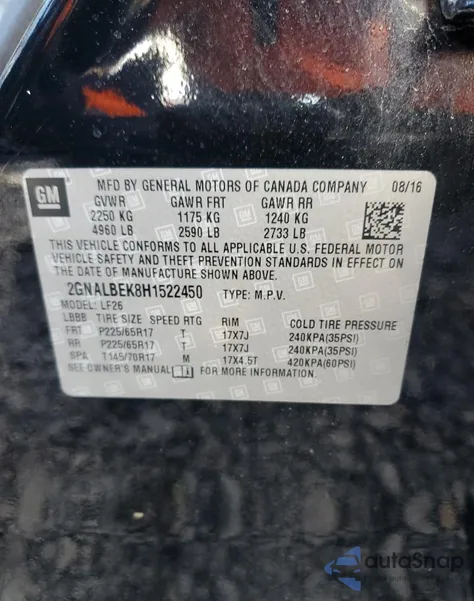 GM
MFD BY GENERAL MOTORS OF CANADA COMPANY 08/16
GVWR GAWR FRT GAWR RR
2250 KG 1175 KG 1240 KG
4960 LB 2590 LB 2733 LB
THIS VEHICLE CONFORMS TO ALL APPLICABLE U.S. FEDERAL MOTOR
VEHICLE SAFETY AND THEFT PREVENTION STANDARDS IN EFFECT ON
THE DATE OF MANUFACTURE SHOWN ABOVE.
2GNALBEK8H1522450 TYPE: M.P.V.
MODEL: LF26
LBBB TIRE SIZE SPEED RTG RIM COLD TIRE PRESSURE
FRT P225/65R17 T 17X7J 240KPA(35PSI)
RR P225/65R17 T 17X7J 240KPA(35PSI)
SPA T145/70R17 M 17X4.5T 420KPA(60PSI)
SEE OWNER'S MANUAL FOR MORE INFORMATION.
autoSnap
www.autosnap.com